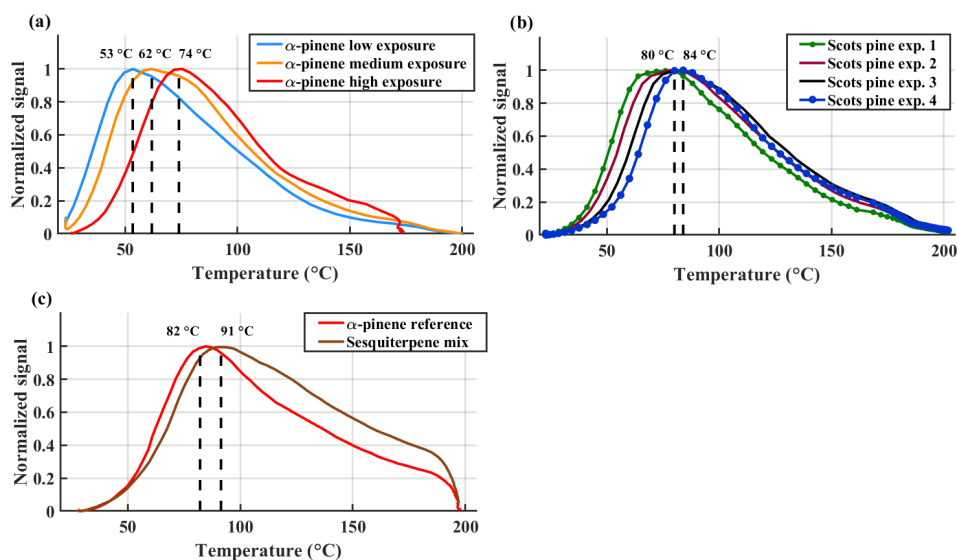 (a)
53 °C 62 °C 74 °C
α-pinene low exposure
α-pinene medium exposure
α-pinene high exposure
Normalized signal
1
0.8
0.6
0.4
0.2
0
50 100 150 200
Temperature (°C)
(b)
80 °C 84 °C
Scots pine exp. 1
Scots pine exp. 2
Scots pine exp. 3
Scots pine exp. 4
Normalized signal
1
0.8
0.6
0.4
0.2
0
50 100 150 200
Temperature (°C)
(c)
82 °C 91 °C
α-pinene reference
Sesquiterpene mix
Normalized signal
1
0.8
0.6
0.4
0.2
0
50 100 150 200
Temperature (°C)